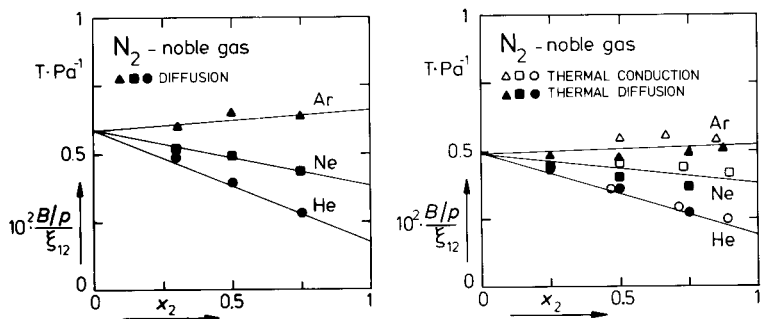 1
N₂ – noble gas
▲■● DIFFUSION
T·Pa⁻¹
Ar
0.5
Ne
He
10²·B/p
ξ₁₂
0
0 x₂ 0.5 1
1
N₂ – noble gas
△□○ THERMAL CONDUCTION
▲■● THERMAL DIFFUSION
T·Pa⁻¹
Ar
0.5
Ne
He
10²·B/p
ξ₁₂
0
0 x₂ 0.5 1